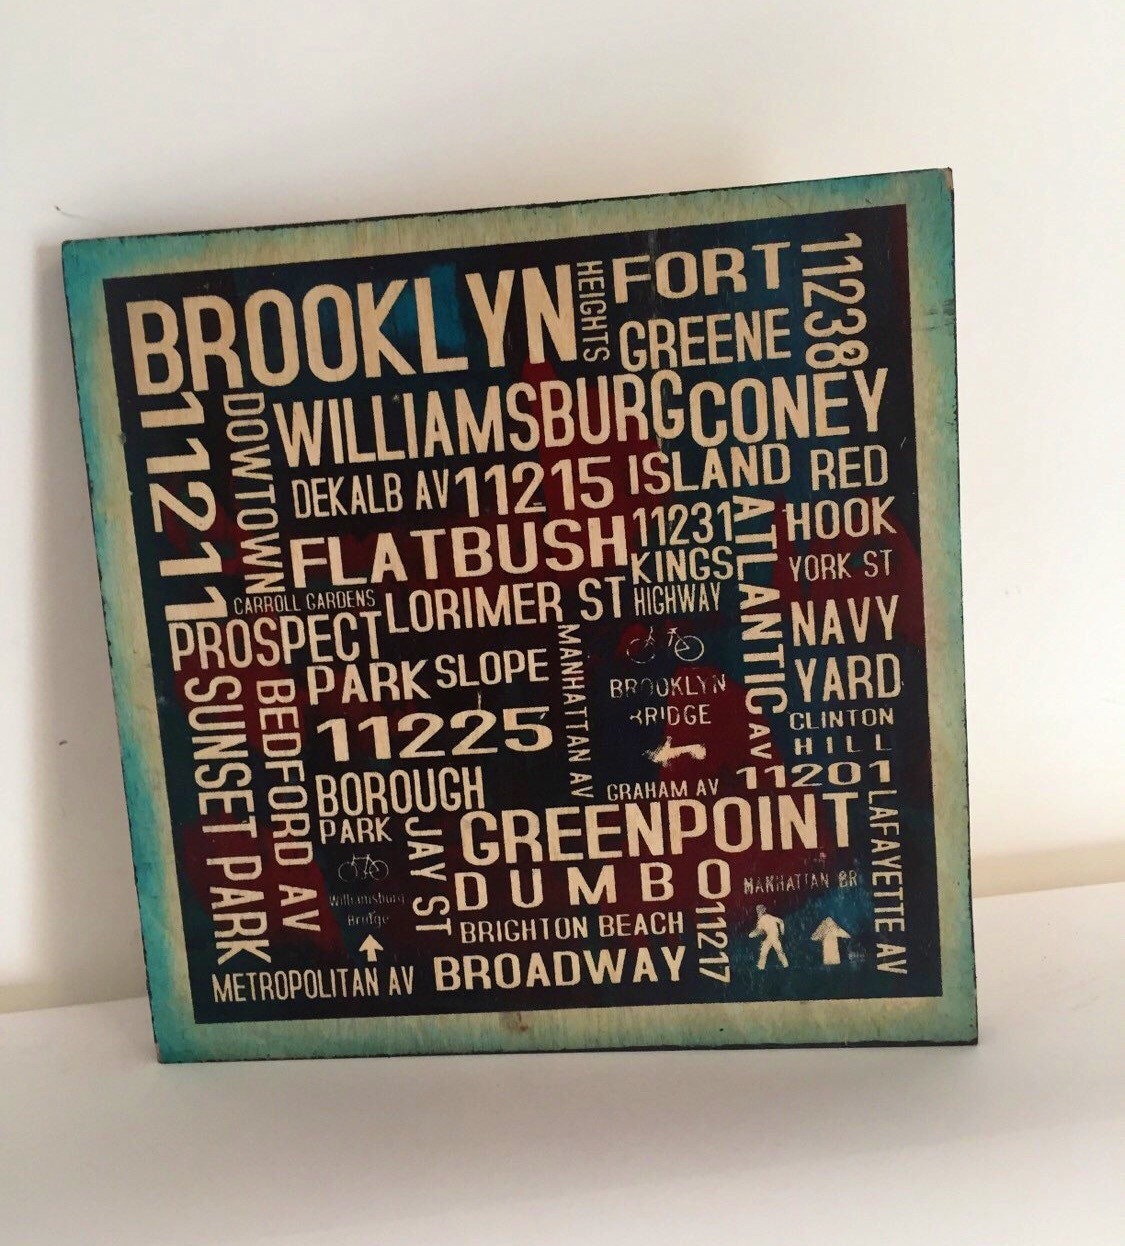 BROOKLYN
HEIGHTS
FORT
GREENE
11238
11211
DOWNTOWN
WILLIAMSBURG
CONEY
ISLAND
DEKALB AV
11215
RED
HOOK
FLATBUSH
11231
KINGS
HIGHWAY
ATLANTIC AV
YORK ST
CARROLL GARDENS
LORIMER ST
NAVY
YARD
PROSPECT
PARK SLOPE
MANHATTAN AV
BROOKLYN
BRIDGE
CLINTON
HILL
SUNSET PARK
BEDFORD AV
11225
GRAHAM AV
11201
BOROUGH
PARK
JAY ST
GREENPOINT
LAFAYETTE AV
DUMBO
MANHATTAN BR
Williamsburg
Bridge
BRIGHTON BEACH
11217
METROPOLITAN AV
BROADWAY